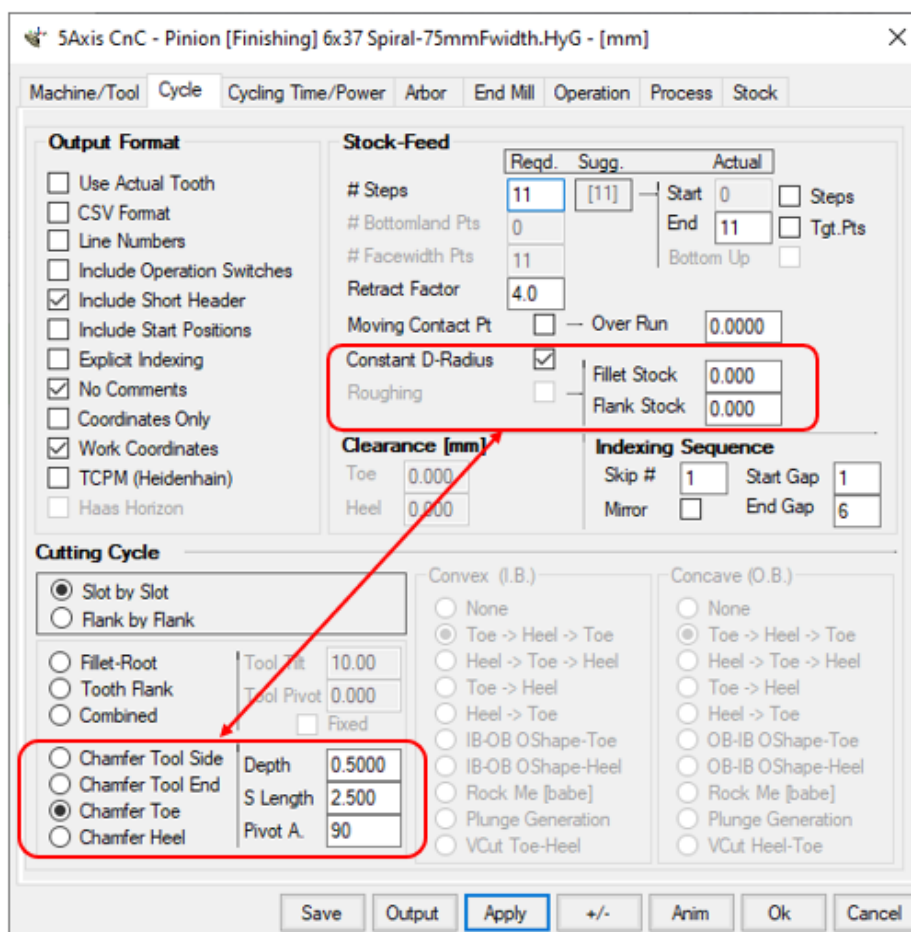 5Axis CnC - Pinion [Finishing] 6x37 Spiral-75mmFwidth.HyG - [mm]
Machine/Tool Cycle Cycling Time/Power Arbor End Mill Operation Process Stock
Output Format
Use Actual Tooth
CSV Format
Line Numbers
Include Operation Switches
Include Short Header
Include Start Positions
Explicit Indexing
No Comments
Coordinates Only
Work Coordinates
TCPM (Heidenhain)
Haas Horizon
Stock-Feed
Reqd. Sugg. Actual
# Steps 11 [11] Start 0 Steps
# Bottomland Pts 0 End 11 Tgt.Pts
# Facewidth Pts 11 Bottom Up
Retract Factor 4.0
Moving Contact Pt Over Run 0.0000
Constant D-Radius Fillet Stock 0.000
Roughing Flank Stock 0.000
Clearance [mm]
Toe 0.000
Heel 0.000
Indexing Sequence
Skip # 1 Start Gap 1
Mirror End Gap 6
Cutting Cycle
Slot by Slot
Flank by Flank
Fillet-Root Tool Tilt 10.00
Tooth Flank Tool Pivot 0.000
Combined Fixed
Chamfer Tool Side Depth 0.5000
Chamfer Tool End S Length 2.500
Chamfer Toe Pivot A. 90
Chamfer Heel
Convex (I.B.)
None
Toe -> Heel -> Toe
Heel -> Toe -> Heel
Toe -> Heel
Heel -> Toe
IB-OB OShape-Toe
IB-OB OShape-Heel
Rock Me [babe]
Plunge Generation
VCut Toe-Heel
Concave (O.B.)
None
Toe -> Heel -> Toe
Heel -> Toe -> Heel
Toe -> Heel
Heel -> Toe
OB-IB OShape-Toe
OB-IB OShape-Heel
Rock Me [babe]
Plunge Generation
VCut Heel-Toe
Save Output Apply +/- Anim Ok Cancel